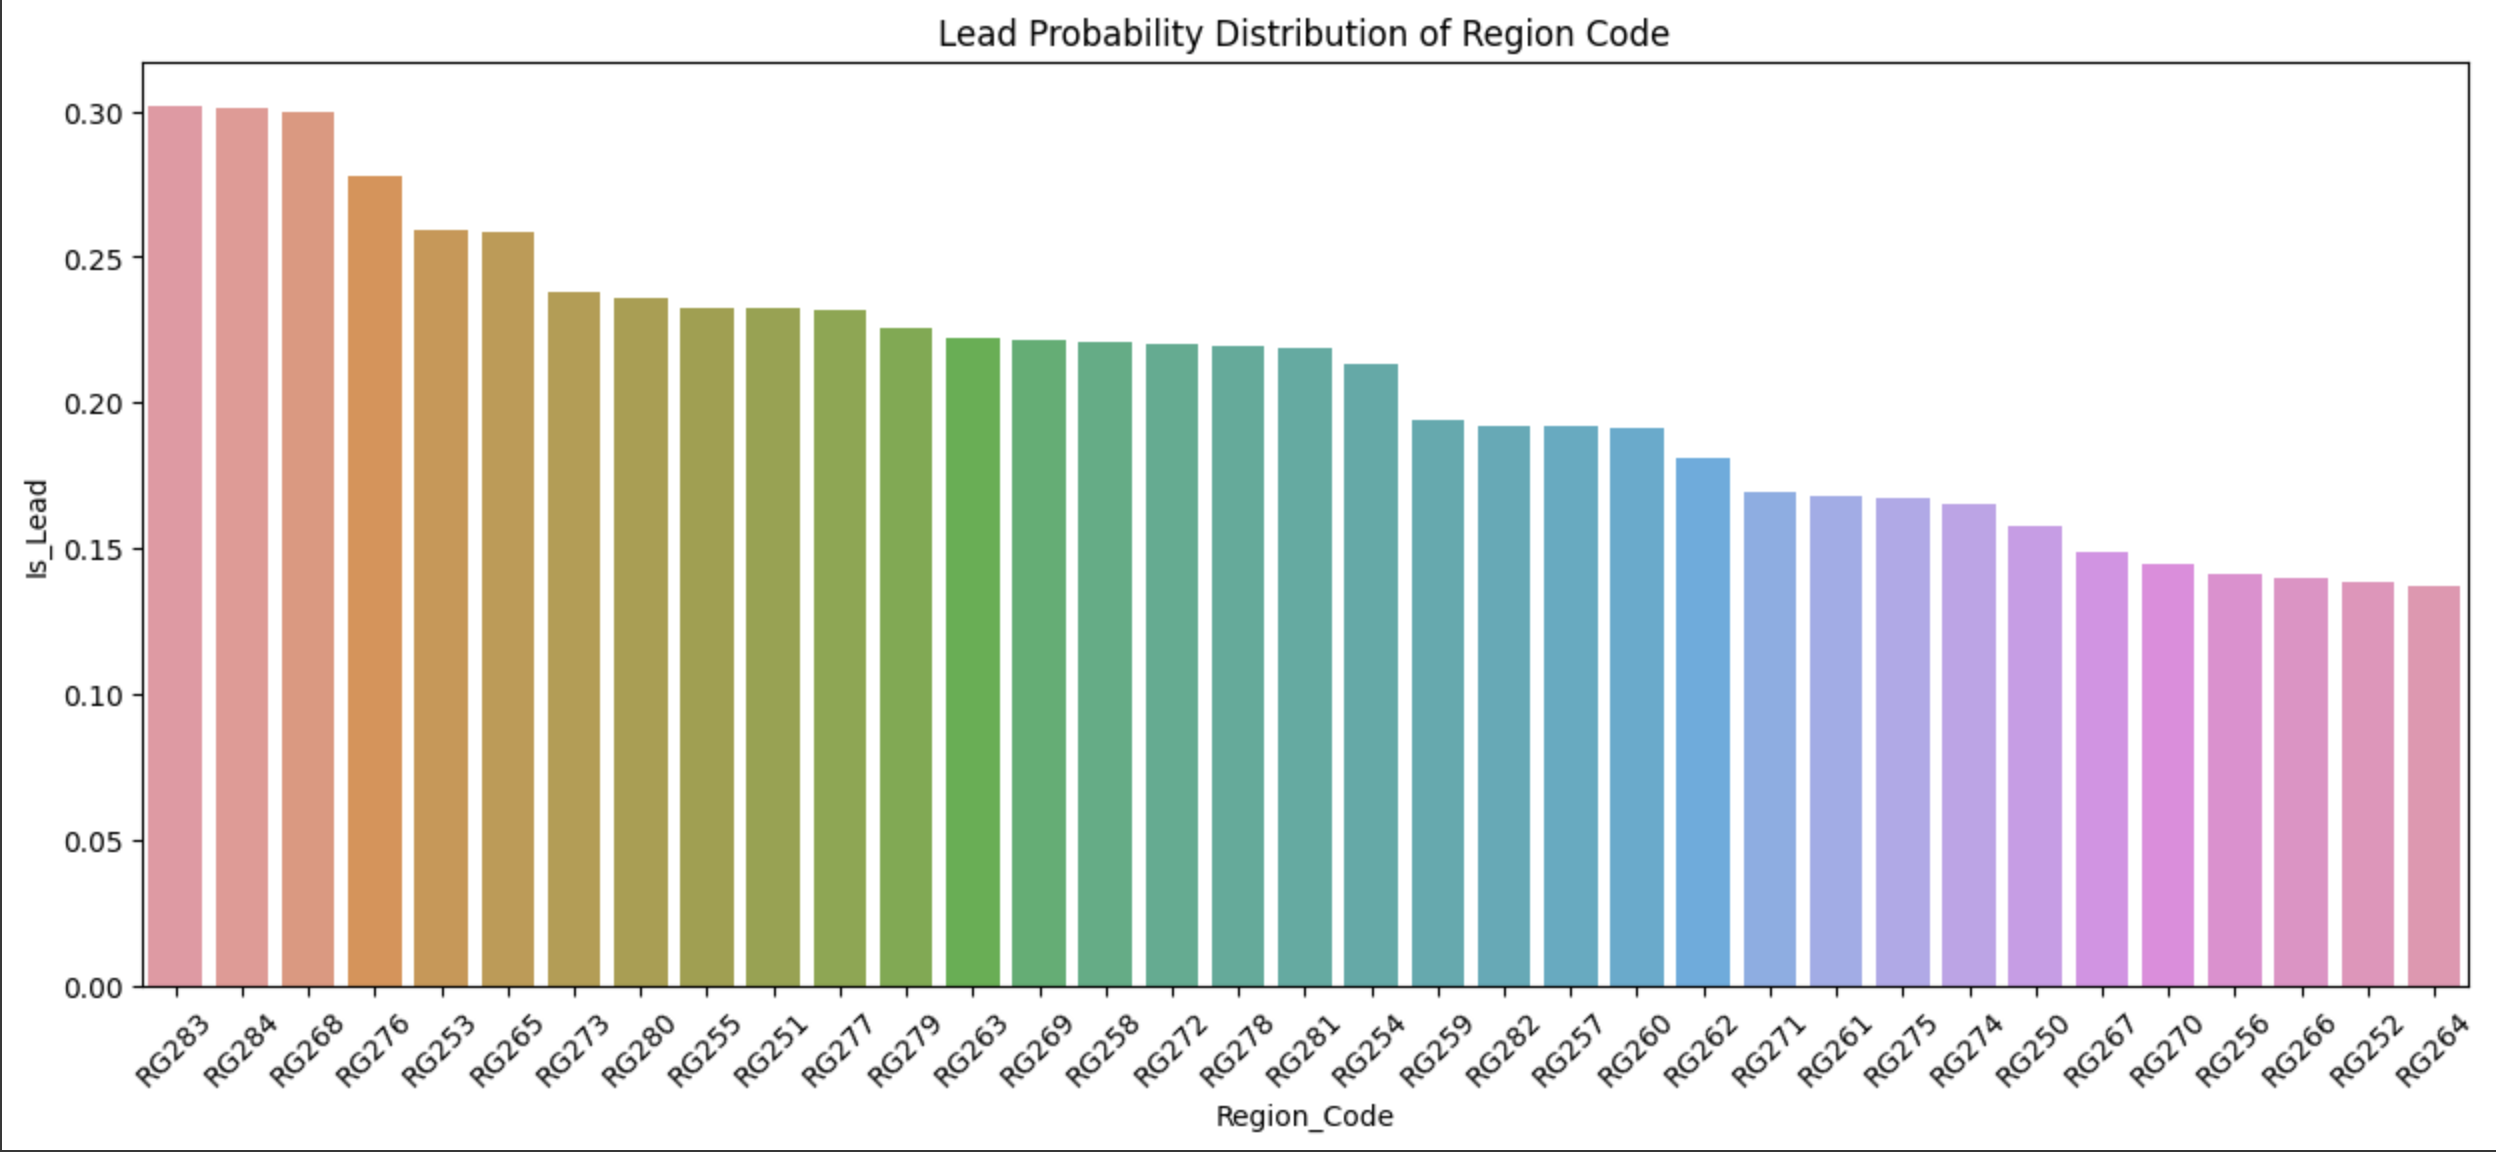 Lead Probability Distribution of Region Code
0.30
0.25
0.20
0.15
0.10
0.05
0.00
Is_Lead
RG283
RG284
RG268
RG276
RG253
RG265
RG273
RG280
RG255
RG251
RG277
RG279
RG263
RG269
RG258
RG272
RG278
RG281
RG254
RG259
RG282
RG257
RG260
RG262
RG271
RG261
RG275
RG274
RG250
RG267
RG270
RG256
RG266
RG252
RG264
Region_Code